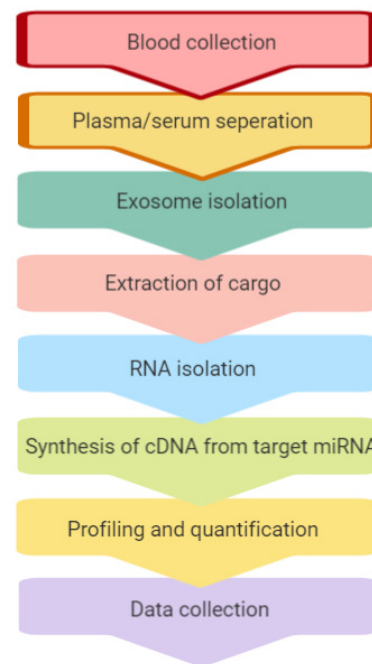 Blood collection
Plasma/serum seperation
Exosome isolation
Extraction of cargo
RNA isolation
Synthesis of cDNA from target miRNA
Profiling and quantification
Data collection